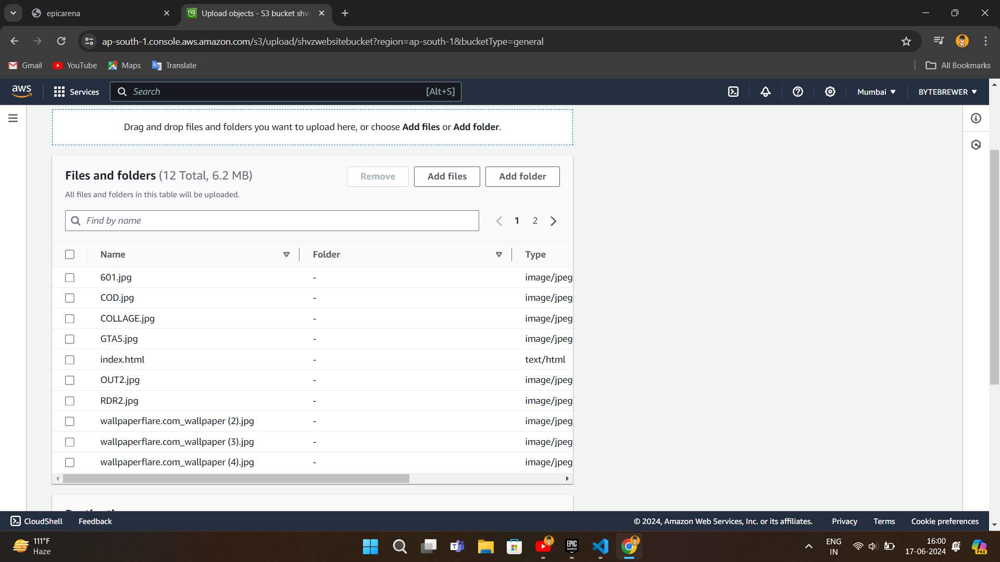 epicarena
Upload objects - S3 bucket shvz
ap-south-1.console.aws.amazon.com/s3/upload/shvzwebsitebucket?region=ap-south-1&bucketType=general
Gmail YouTube Maps Translate All Bookmarks
aws Services Search [Alt+S] Mumbai BYTEBREWER
Drag and drop files and folders you want to upload here, or choose Add files or Add folder.
Files and folders (12 Total, 6.2 MB) Remove Add files Add folder
All files and folders in this table will be uploaded.
Find by name 1 2
Name Folder Type
601.jpg - image/jpeg
COD.jpg - image/jpeg
COLLAGE.jpg - image/jpeg
GTA5.jpg - image/jpeg
index.html - text/html
OUT2.jpg - image/jpeg
RDR2.jpg - image/jpeg
wallpaperflare.com_wallpaper (2).jpg - image/jpeg
wallpaperflare.com_wallpaper (3).jpg - image/jpeg
wallpaperflare.com_wallpaper (4).jpg - image/jpeg
CloudShell Feedback © 2024, Amazon Web Services, Inc. or its affiliates. Privacy Terms Cookie preferences
111°F
Haze
EPIC
GAMES
ENG
IN
16:00
17-06-2024
PRE